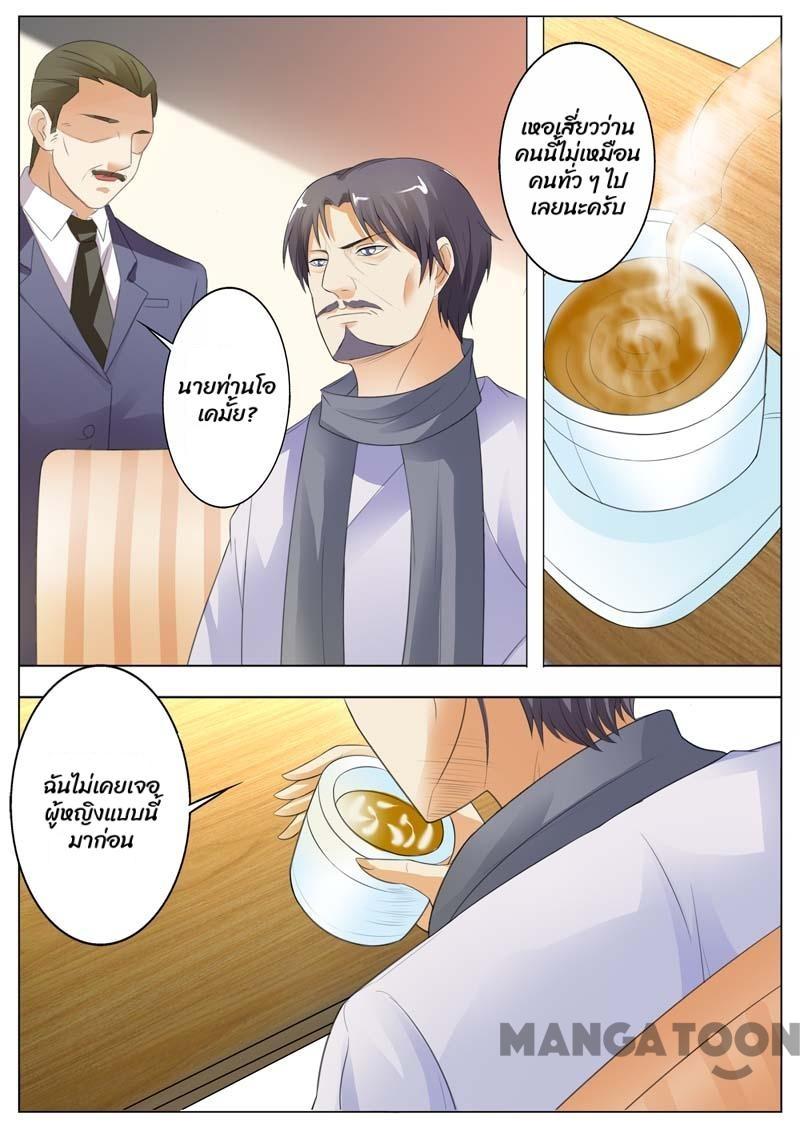 นายท่านโอ
เคมั้ย?
เหอเสี่ยวว่าน
คนนี้ไม่เหมือน
คนทั่ว ๆ ไป
เลยนะครับ
ฉันไม่เคยเจอ
ผู้หญิงแบบนี้
มาก่อน
MANGATOON